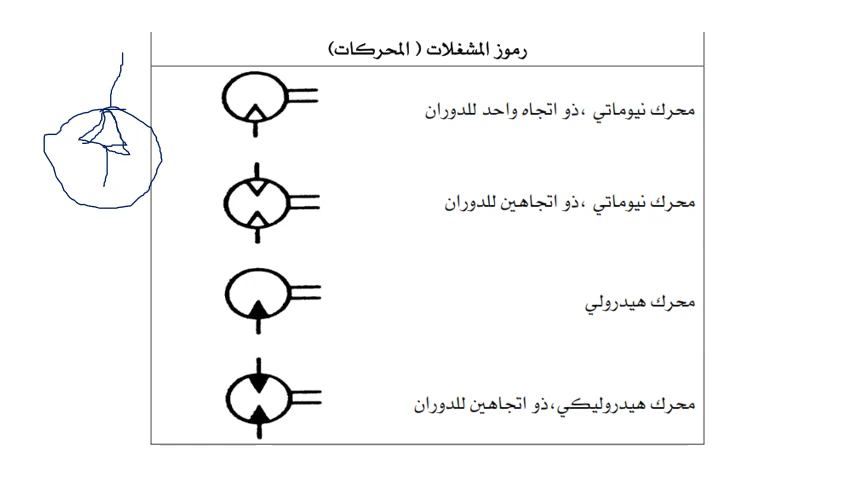 رموز المشغلات ( المحركات)
محرك نيوماتي ،ذو اتجاه واحد للدوران
محرك نيوماتي ، ذو اتجاهين للدوران
محرك هيدرولي
محرك هيدروليكي،ذو اتجاهين للدوران